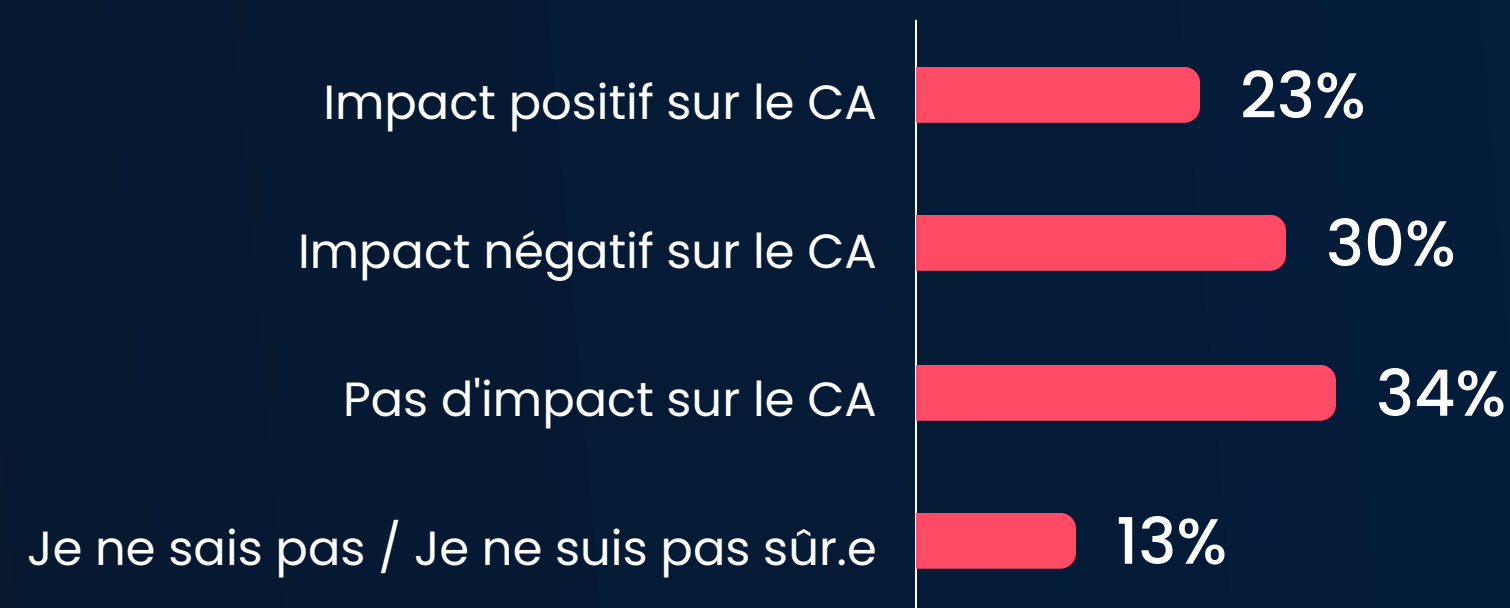 Impact positif sur le CA 23%
Impact négatif sur le CA 30%
Pas d'impact sur le CA 34%
Je ne sais pas / Je ne suis pas sûr.e 13%